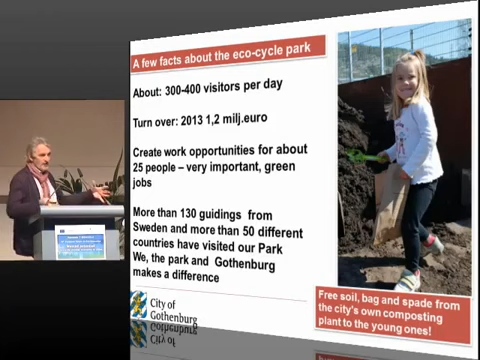 A few facts about the eco-cycle park
About: 300-400 visitors per day
Turn over: 2013 1,2 milj.euro
Create work opportunities for about
25 people – very important, green
jobs
More than 130 guidings from
Sweden and more than 50 different
countries have visited our Park
We, the park and Gothenburg
makes a difference
City of
Gothenburg
Free soil, bag and spade from
the city's own composting
plant to the young ones!